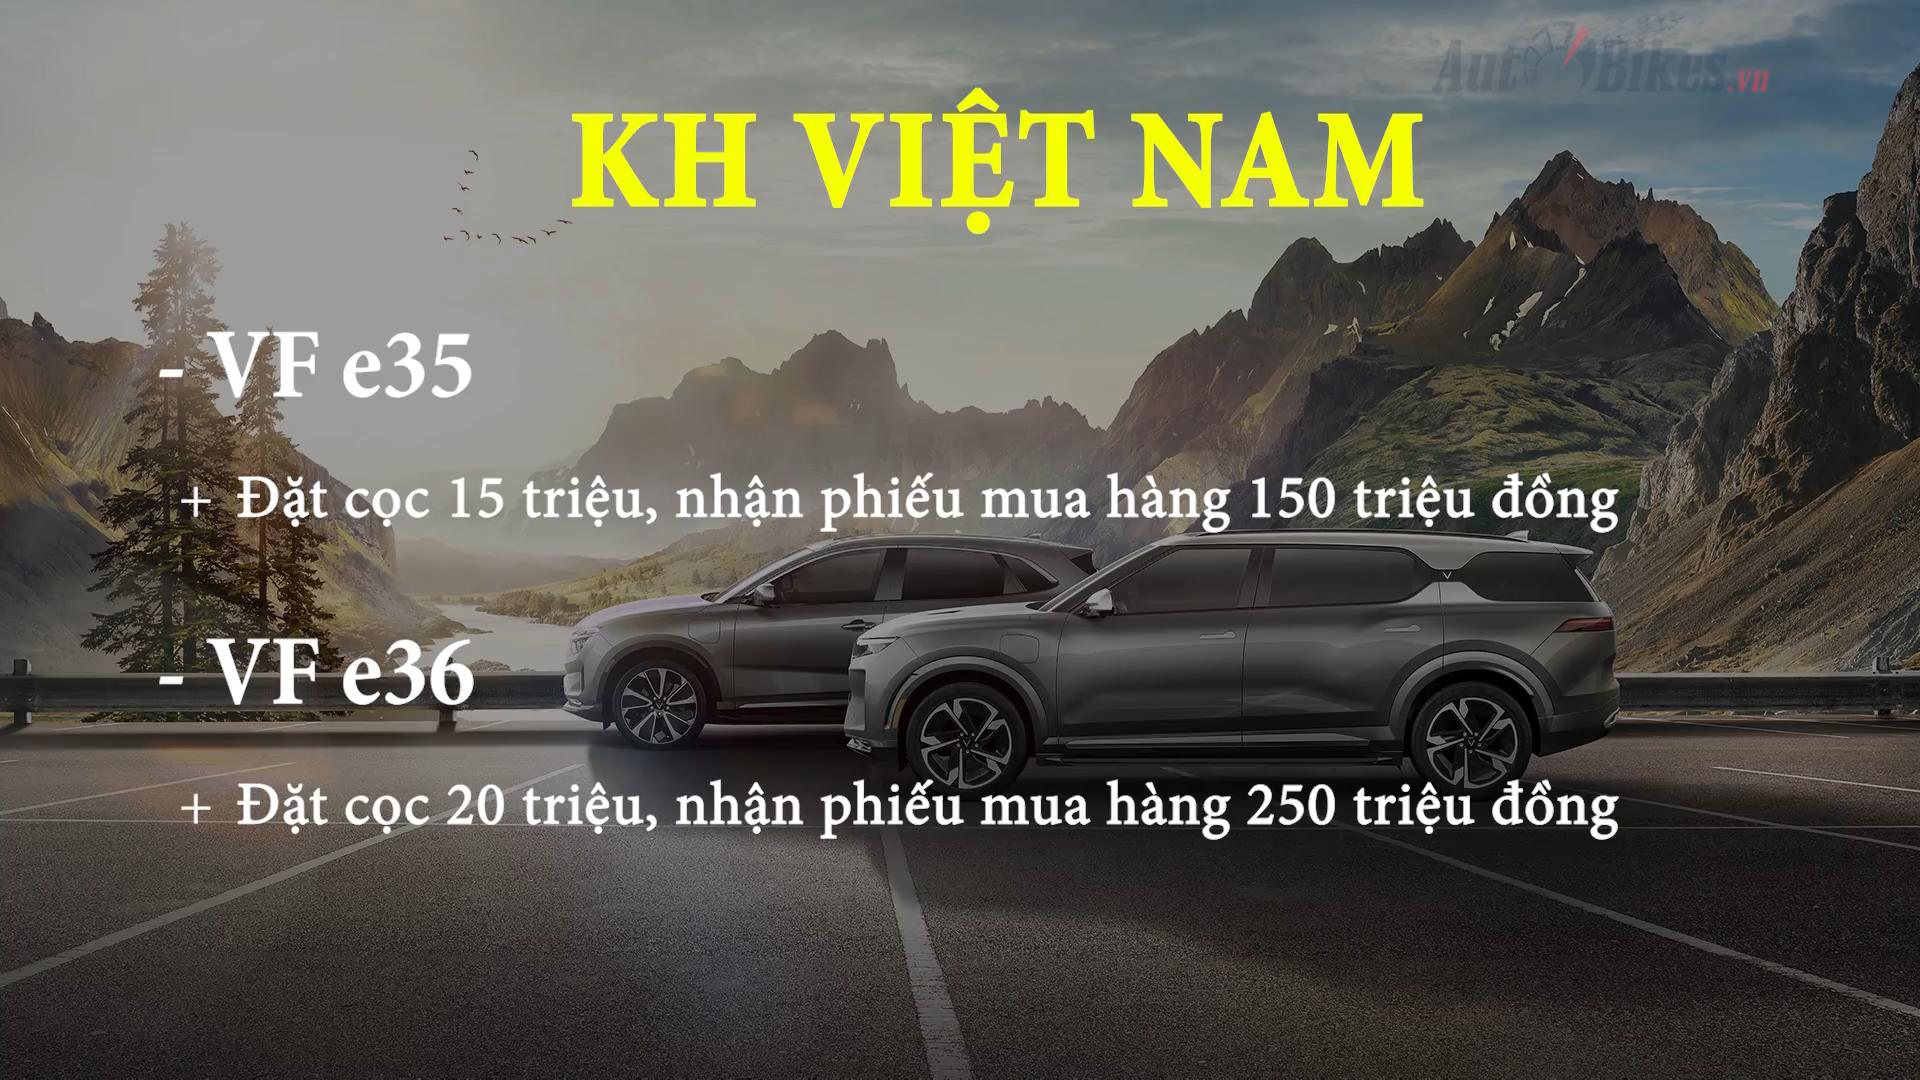 AutoBikes.vn
KH VIỆT NAM
- VF e35
+ Đặt cọc 15 triệu, nhận phiếu mua hàng 150 triệu đồng
- VF e36
+ Đặt cọc 20 triệu, nhận phiếu mua hàng 250 triệu đồng